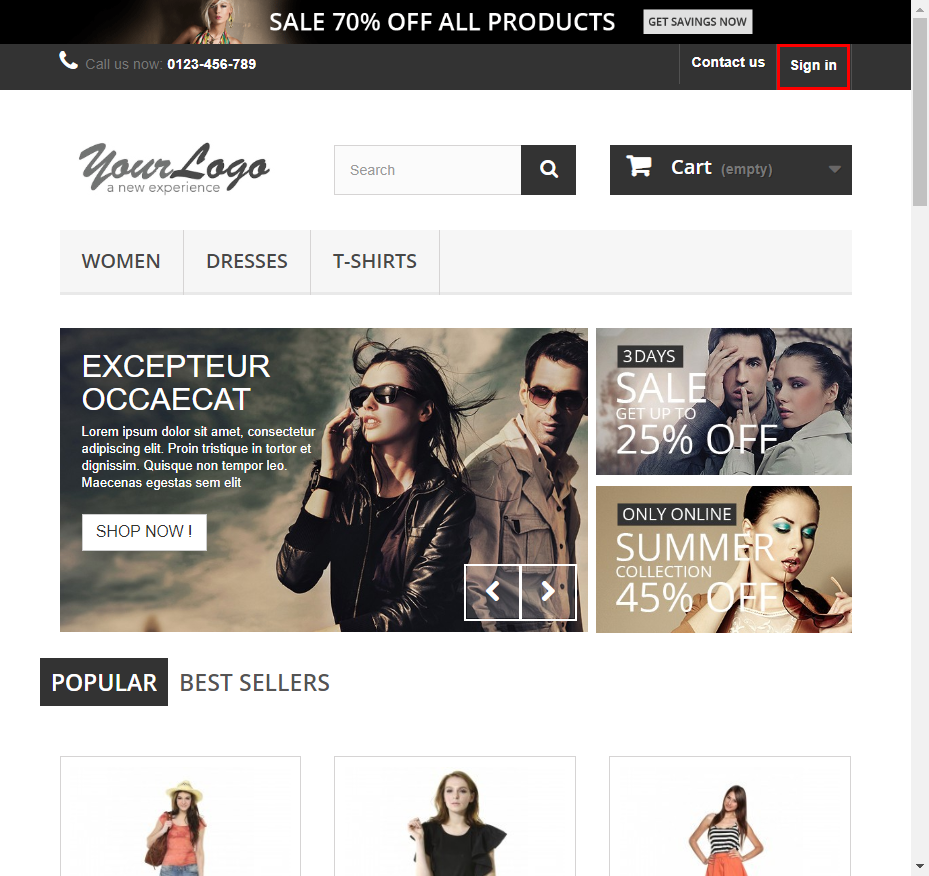 SALE 70% OFF ALL PRODUCTS
GET SAVINGS NOW
Call us now: 0123-456-789
Contact us
Sign in
YourLogo
a new experience
Search
Cart (empty)
WOMEN
DRESSES
T-SHIRTS
EXCEPTEUR
OCCAECAT
Lorem ipsum dolor sit amet, consectetur
adipiscing elit. Proin tristique in tortor et
dignissim. Quisque non tempor leo.
Maecenas egestas sem elit
SHOP NOW !
3DAYS
SALE
GET UP TO
25% OFF
ONLY ONLINE
SUMMER
COLLECTION
45% OFF
POPULAR
BEST SELLERS